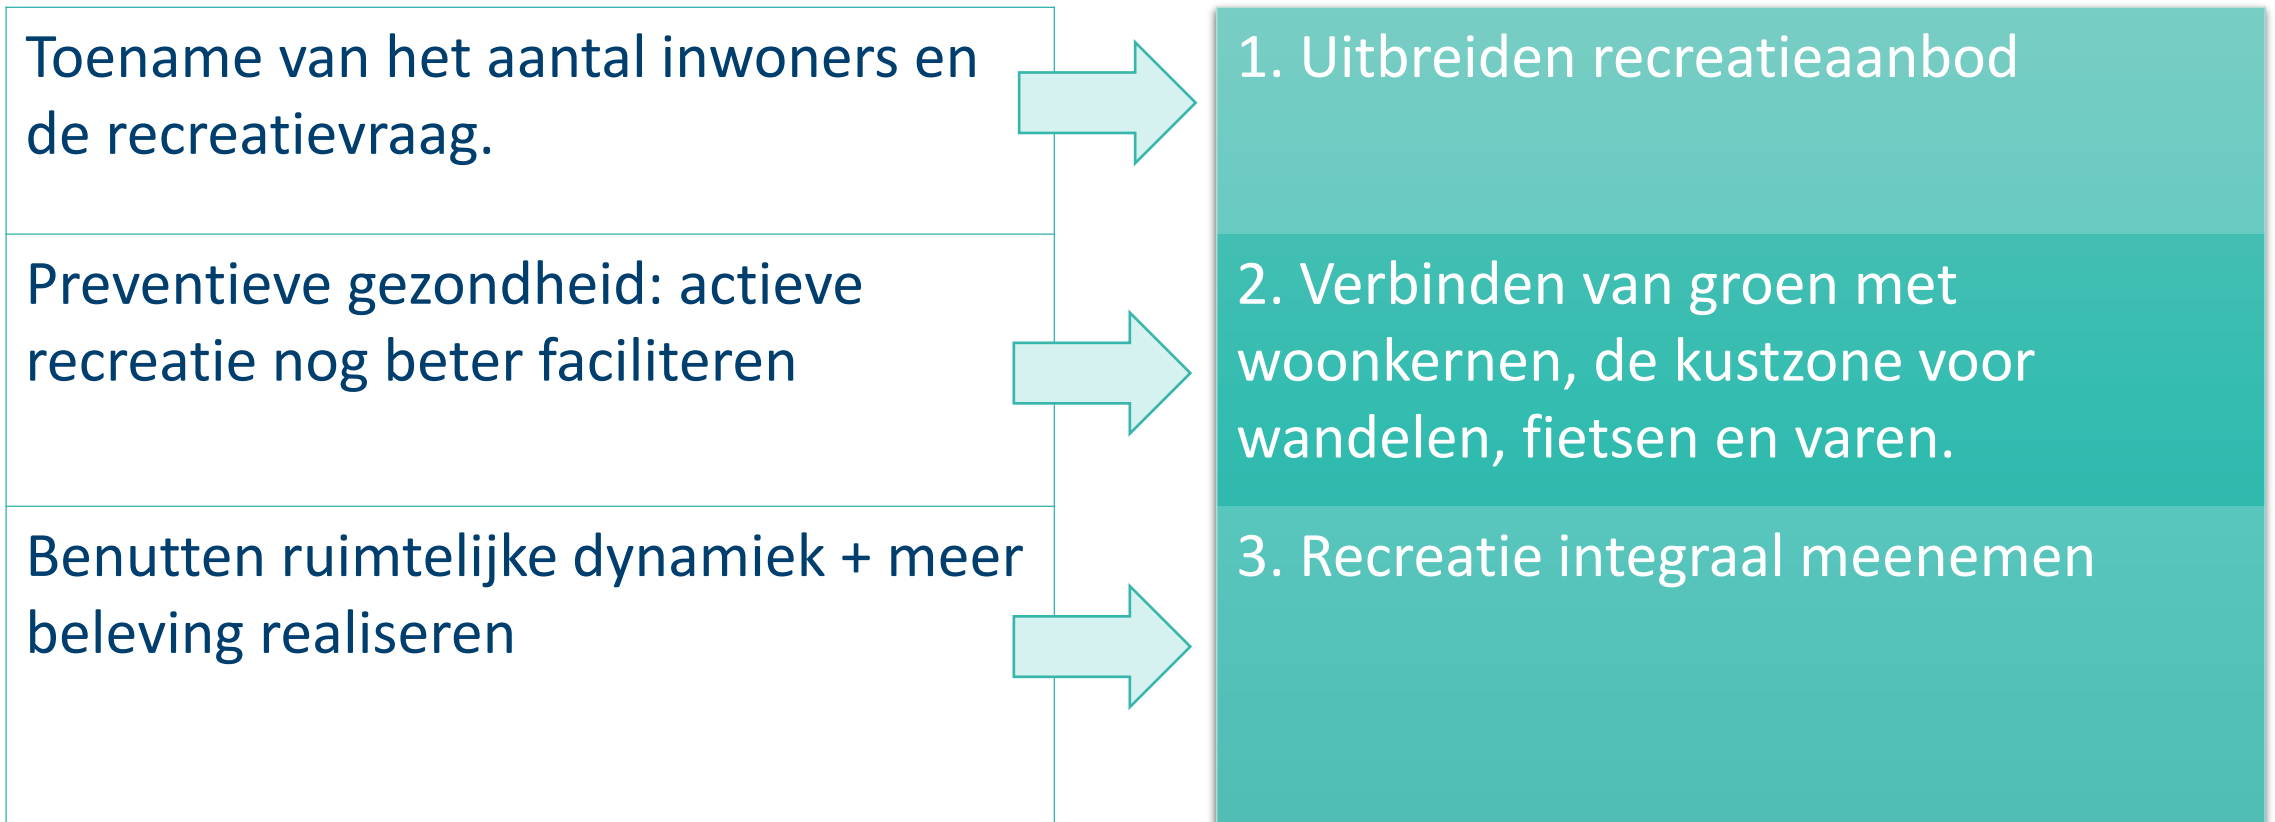 Toename van het aantal inwoners en
de recreatievraag.
1. Uitbreiden recreatieaanbod
Preventieve gezondheid: actieve
recreatie nog beter faciliteren
2. Verbinden van groen met
woonkernen, de kustzone voor
wandelen, fietsen en varen.
Benutten ruimtelijke dynamiek + meer
beleving realiseren
3. Recreatie integraal meenemen